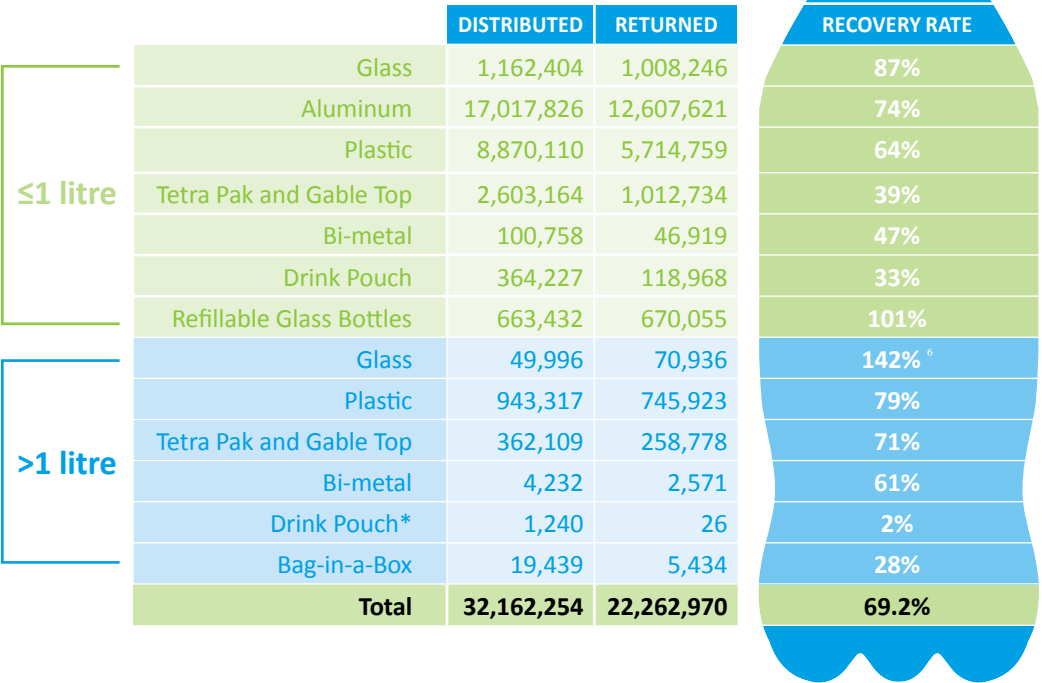 DISTRIBUTED RETURNED RECOVERY RATE
≤1 litre
Glass 1,162,404 1,008,246 87%
Aluminum 17,017,826 12,607,621 74%
Plastic 8,870,110 5,714,759 64%
Tetra Pak and Gable Top 2,603,164 1,012,734 39%
Bi-metal 100,758 46,919 47%
Drink Pouch 364,227 118,968 33%
Refillable Glass Bottles 663,432 670,055 101%
>1 litre
Glass 49,996 70,936 142% 6
Plastic 943,317 745,923 79%
Tetra Pak and Gable Top 362,109 258,778 71%
Bi-metal 4,232 2,571 61%
Drink Pouch* 1,240 26 2%
Bag-in-a-Box 19,439 5,434 28%
Total 32,162,254 22,262,970 69.2%